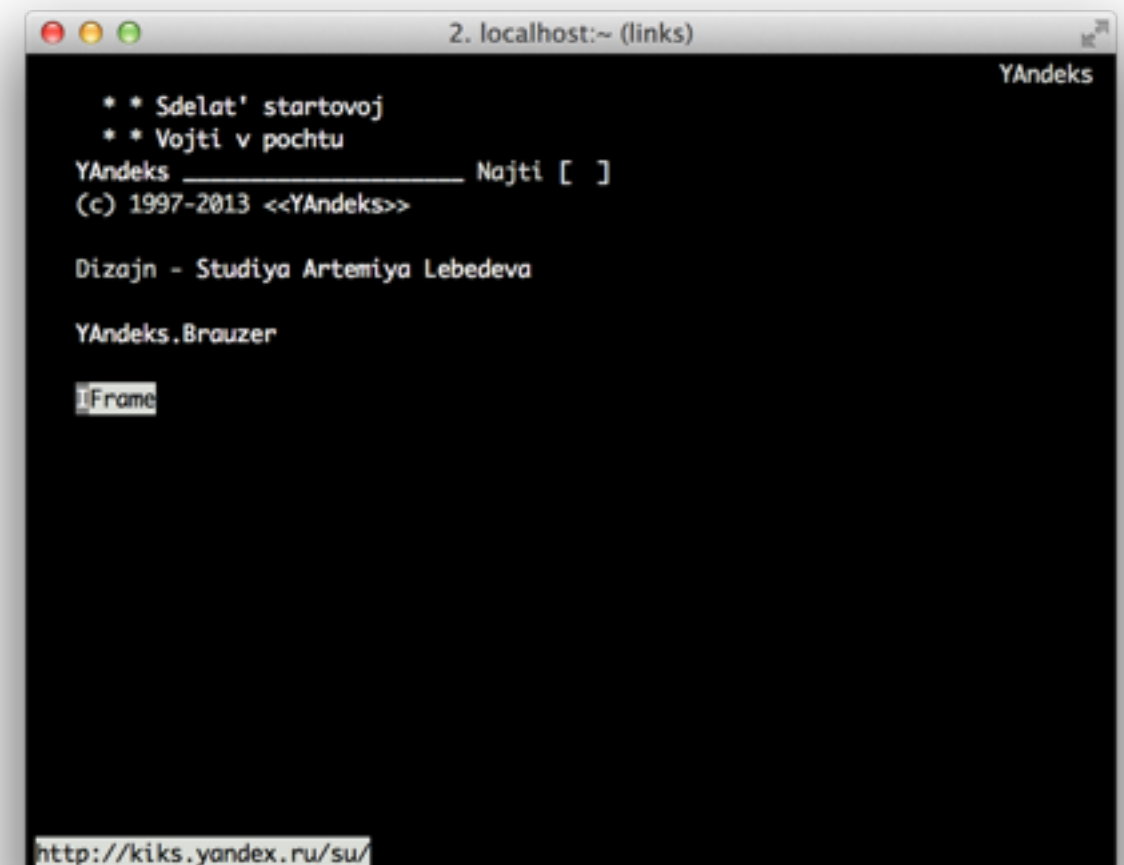 2. localhost:~ (links)
YAndeks
* * Sdelat' startovoj
* * Vojti v pochtu
YAndeks _____________________ Najti [  ]
(c) 1997-2013 <<YAndeks>>
Dizajn - Studiya Artemiya Lebedeva
YAndeks.Brauzer
IFrame
http://kiks.yandex.ru/su/